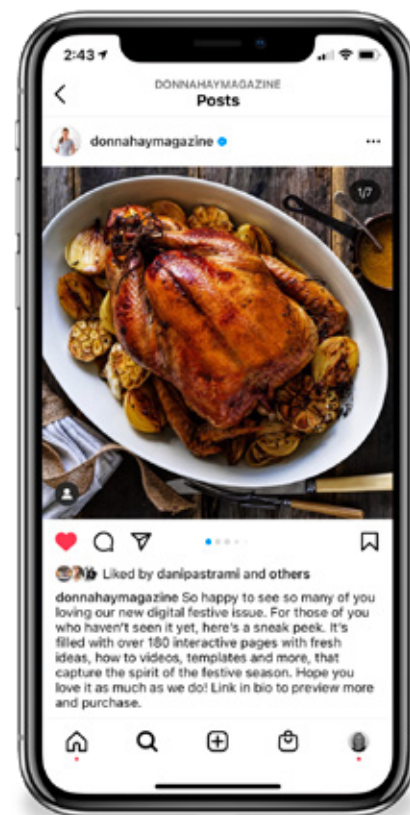 2:43
DONNAHAYMAGAZINE
Posts
donnahaymagazine
1/7
Liked by danipastrami and others
donnahaymagazine So happy to see so many of you
loving our new digital festive issue. For those of you
who haven't seen it yet, here's a sneak peek. It's
filled with over 180 interactive pages with fresh
ideas, how to videos, templates and more, that
capture the spirit of the festive season. Hope you
love it as much as we do! Link in bio to preview more
and purchase.